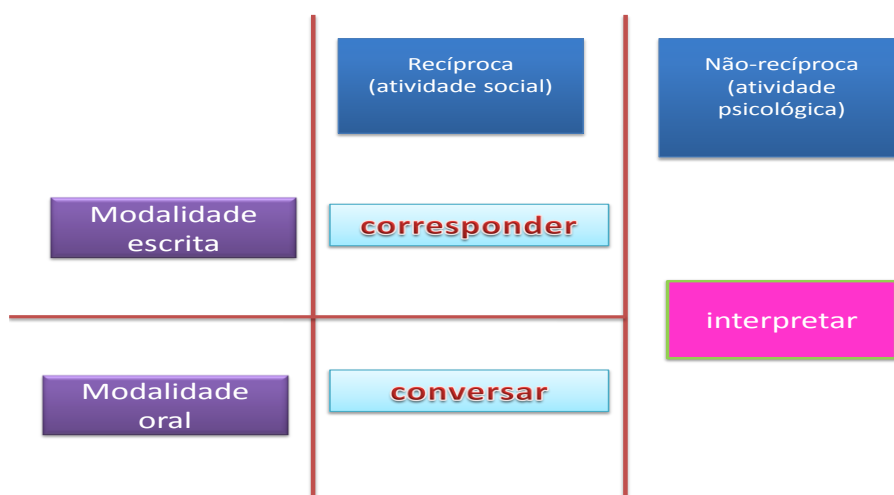 Recíproca
(atividade social)
Não-recíproca
(atividade
psicológica)
Modalidade
escrita
corresponder
interpretar
Modalidade
oral
conversar